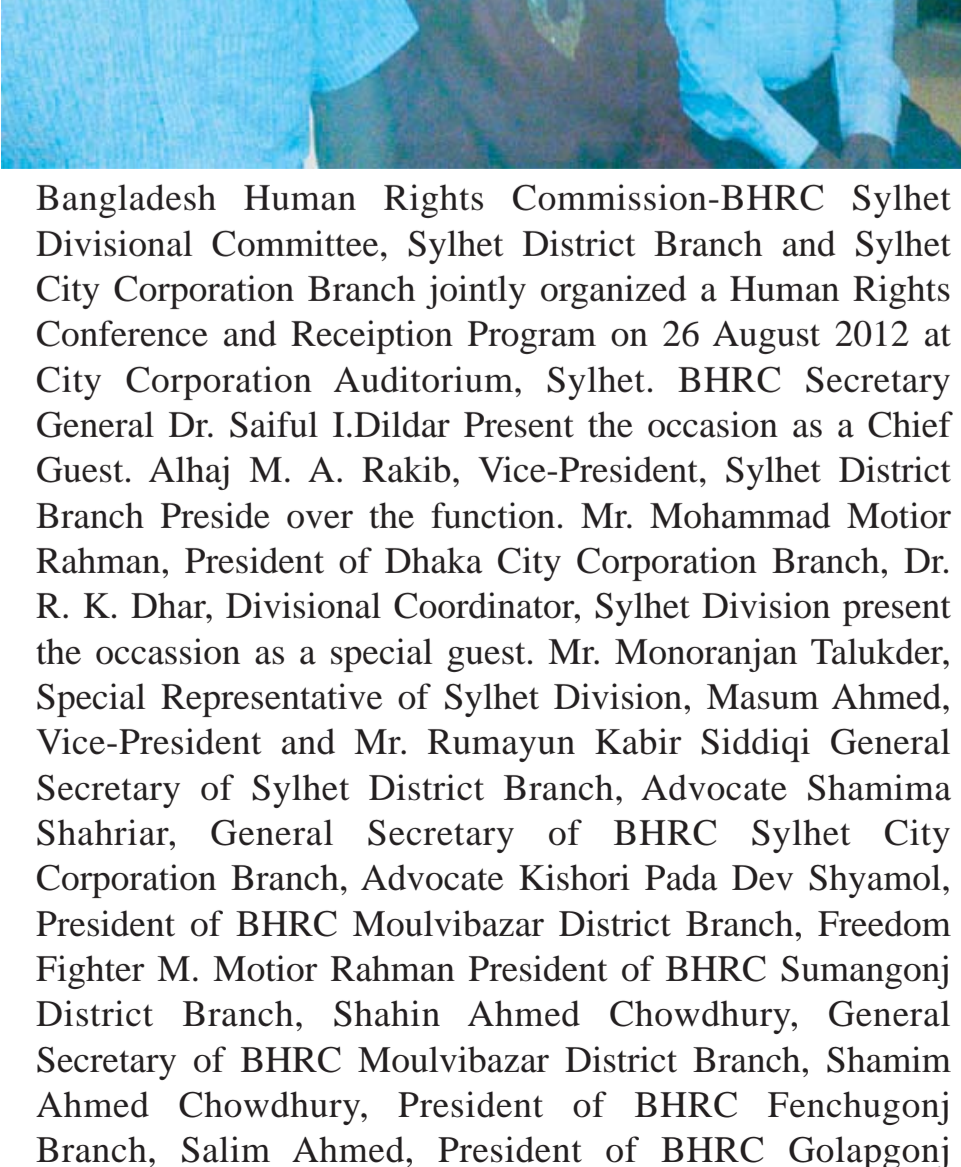 Bangladesh Human Rights Commission-BHRC Sylhet
Divisional Committee, Sylhet District Branch and Sylhet
City Corporation Branch jointly organized a Human Rights
Conference and Receiption Program on 26 August 2012 at
City Corporation Auditorium, Sylhet. BHRC Secretary
General Dr. Saiful I.Dildar Present the occasion as a Chief
Guest. Alhaj M. A. Rakib, Vice-President, Sylhet District
Branch Preside over the function. Mr. Mohammad Motior
Rahman, President of Dhaka City Corporation Branch, Dr.
R. K. Dhar, Divisional Coordinator, Sylhet Division present
the occassion as a special guest. Mr. Monoranjan Talukder,
Special Representative of Sylhet Division, Masum Ahmed,
Vice-President and Mr. Rumayun Kabir Siddiqi General
Secretary of Sylhet District Branch, Advocate Shamima
Shahriar, General Secretary of BHRC Sylhet City
Corporation Branch, Advocate Kishori Pada Dev Shyamol,
President of BHRC Moulvibazar District Branch, Freedom
Fighter M. Motior Rahman President of BHRC Sumangonj
District Branch, Shahin Ahmed Chowdhury, General
Secretary of BHRC Moulvibazar District Branch, Shamim
Ahmed Chowdhury, President of BHRC Fenchugonj
Branch, Salim Ahmed, President of BHRC Golapgonj